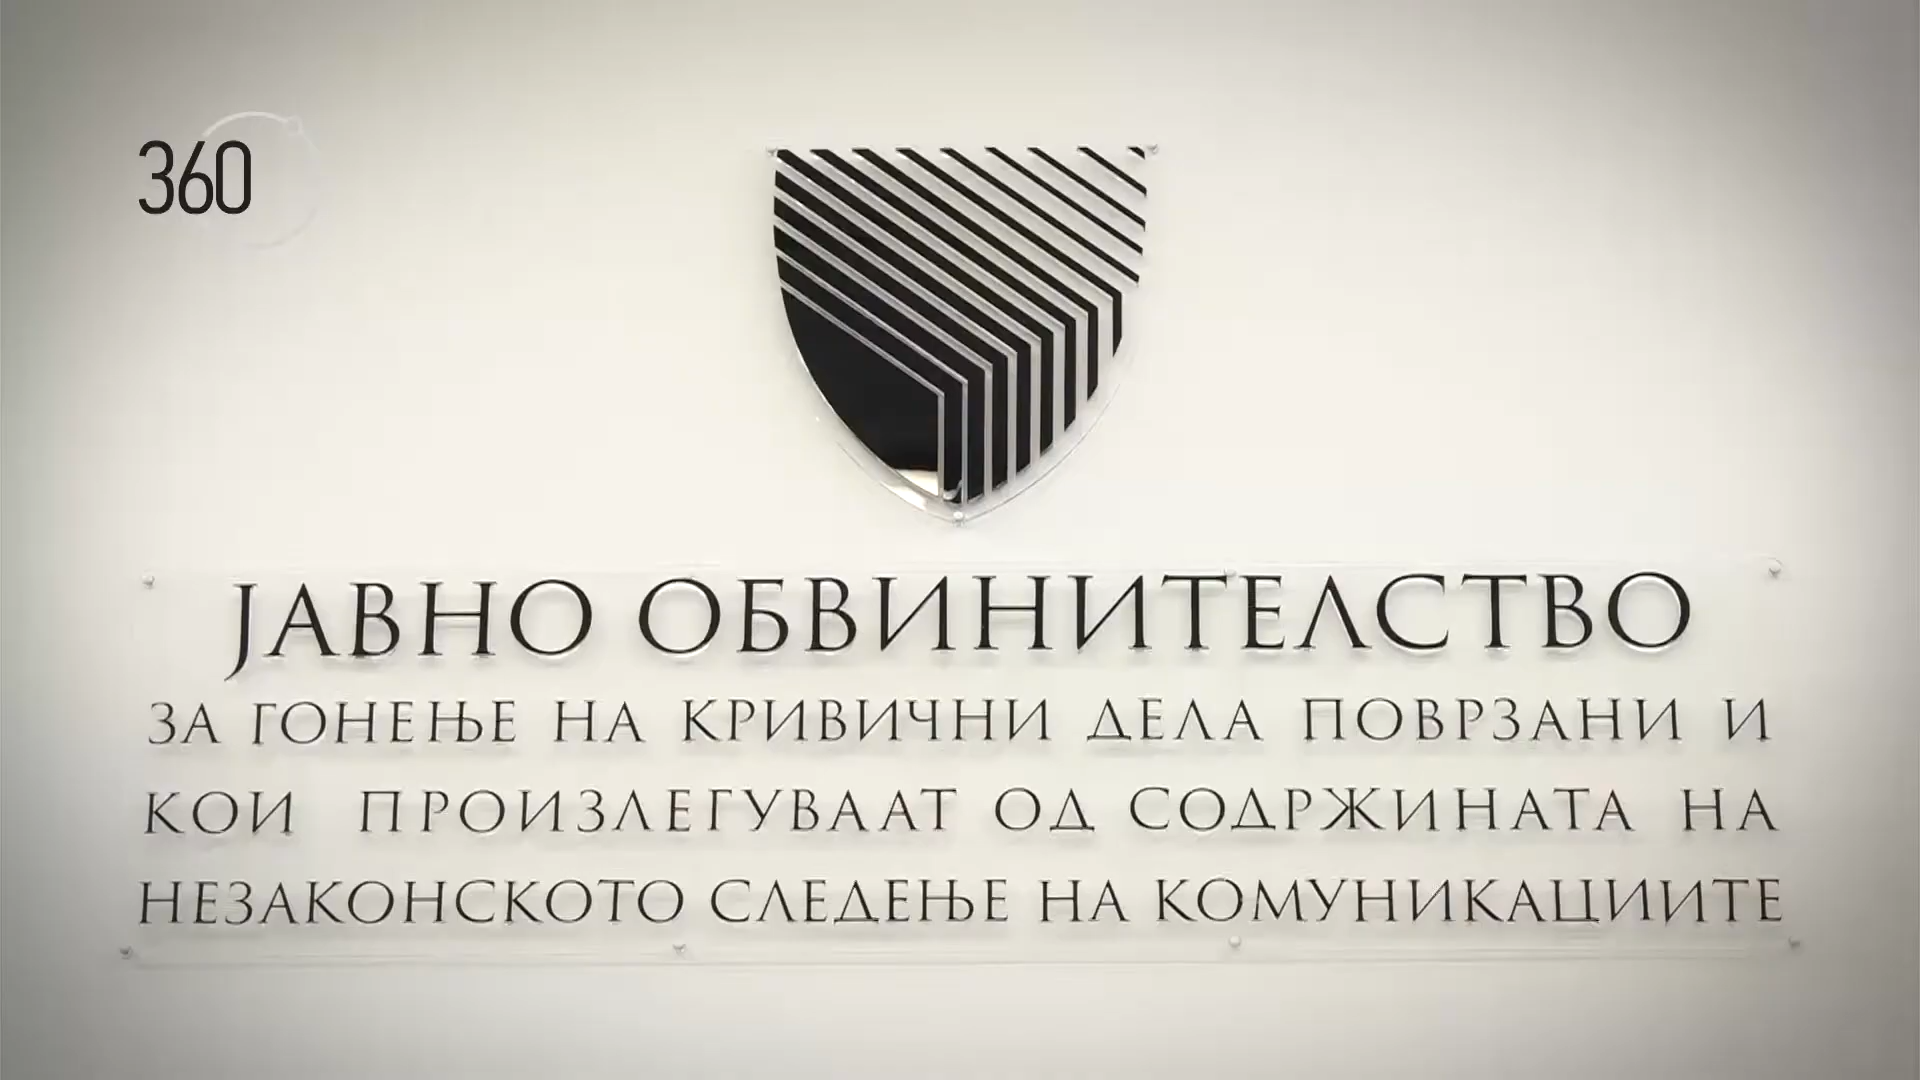 360
ЈАВНО ОБВИНИТЕЛСТВО
ЗА ГОНЕЊЕ НА КРИВИЧНИ ДЕЛА ПОВРЗАНИ И
КОИ ПРОИЗЛЕГУВААТ ОД СОДРЖИНАТА НА
НЕЗАКОНСКОТО СЛЕДЕЊЕ НА КОМУНИКАЦИИТЕ